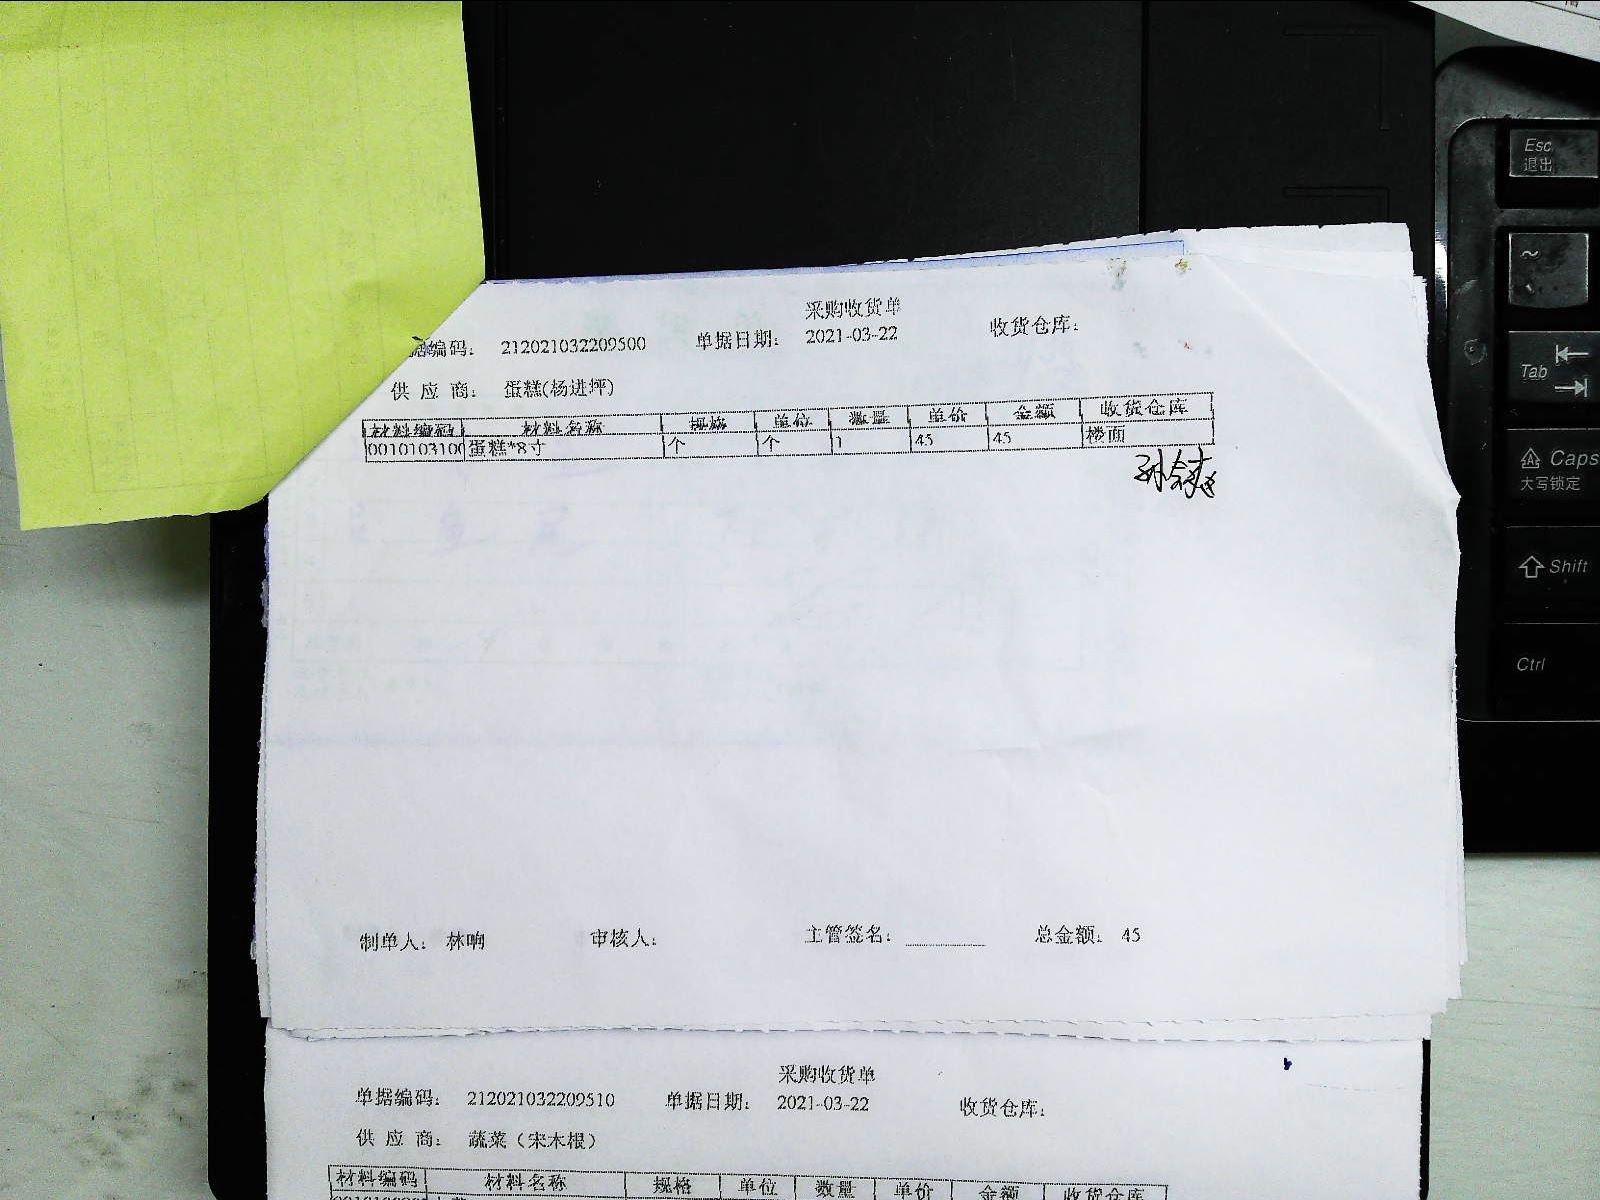 采购收货单
据编码： 212021032209500 单据日期： 2021-03-22 收货仓库：
供 应 商： 蛋糕(杨进坪)
材料编码 材料名称 规格 单位 数量 单价 金额 收货仓库
0010103100 蛋糕*8寸 个 个 1 45 45 楼面
制单人： 林响 审核人： 主管签名： 总金额： 45
采购收货单
单据编码： 212021032209510 单据日期： 2021-03-22 收货仓库：
供 应 商： 蔬菜（宋木根）
材料编码 材料名称 规格 单位 数量 单价 金额 收货仓库
Esc
退出
~
Tab
Caps
大写锁定
Shift
Ctrl